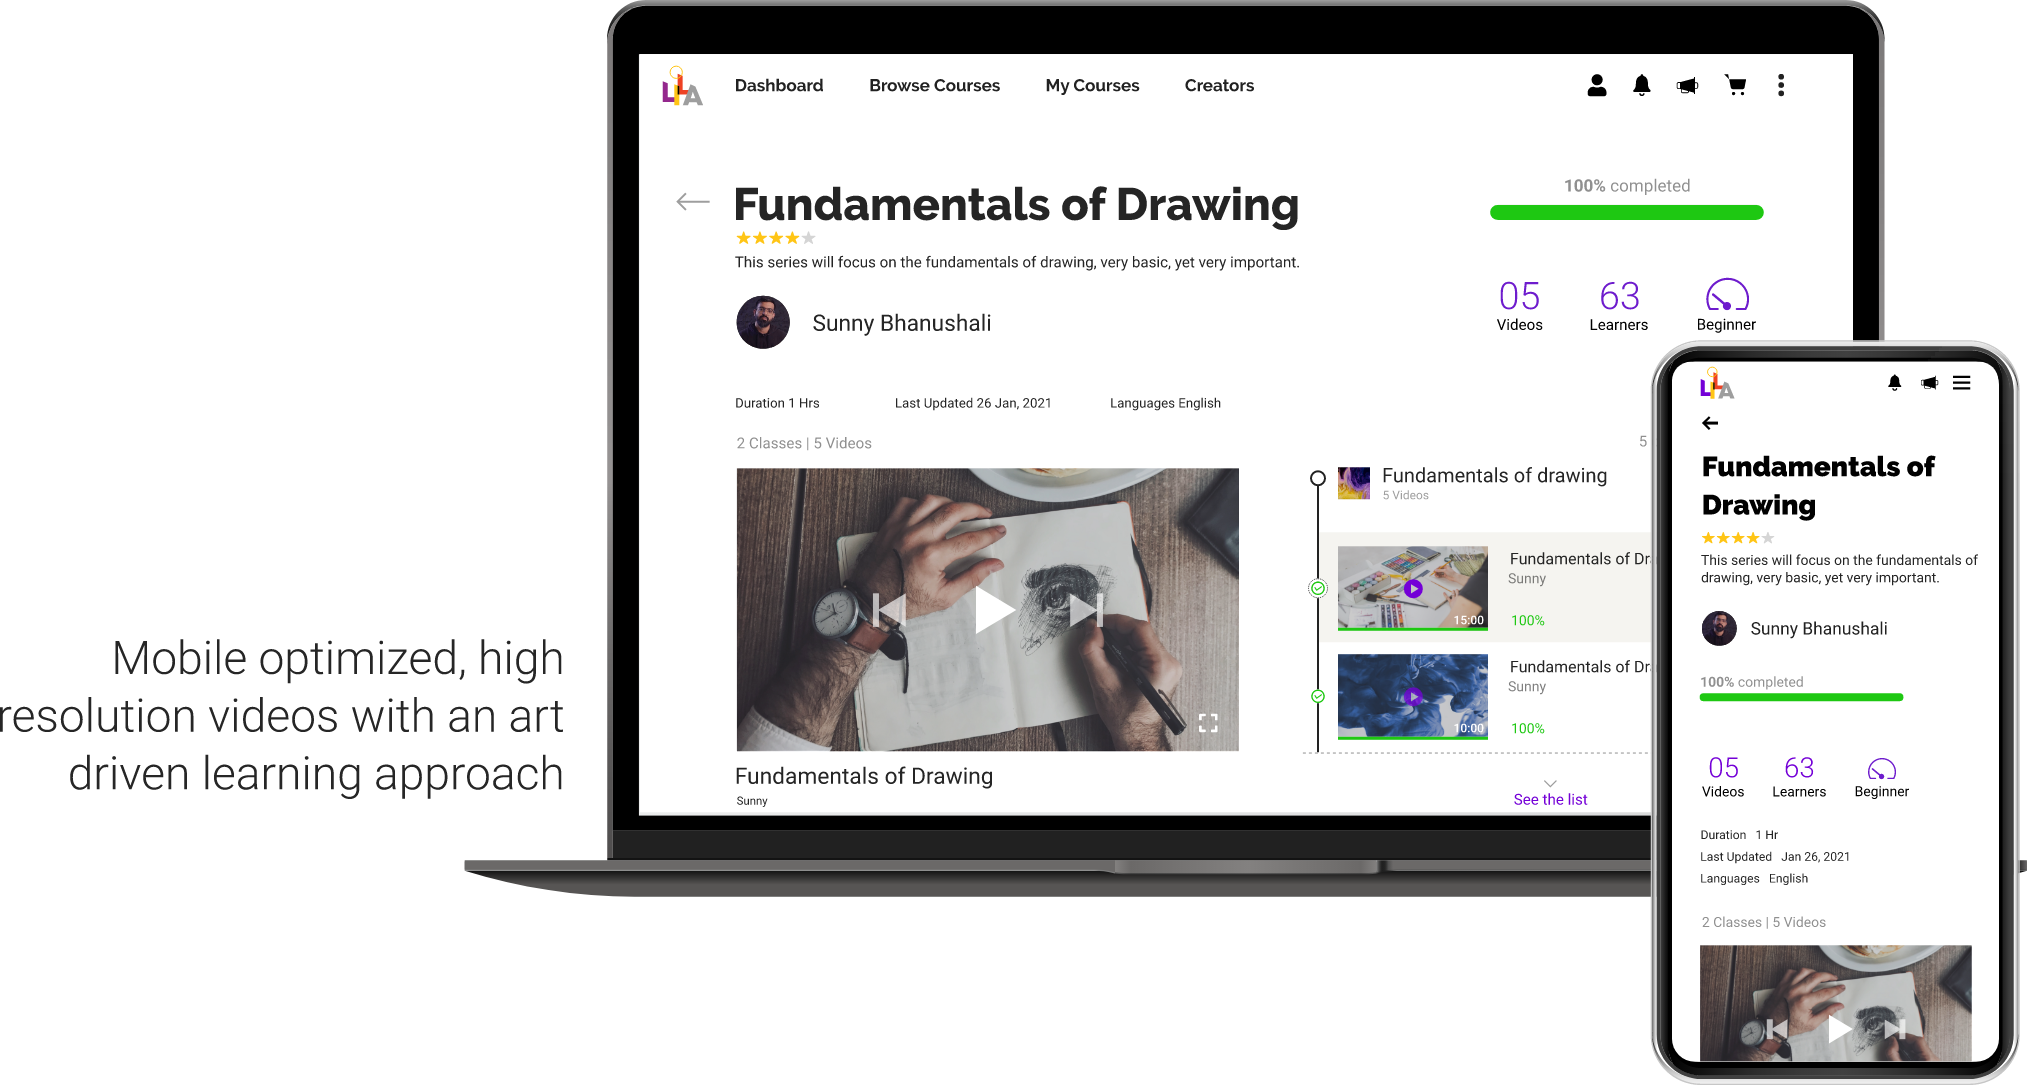 LILA
Dashboard
Browse Courses
My Courses
Creators
Fundamentals of Drawing
This series will focus on the fundamentals of drawing, very basic, yet very important.
Sunny Bhanushali
100% completed
05
Videos
63
Learners
Beginner
Duration 1 Hrs
Last Updated 26 Jan, 2021
Languages English
2 Classes | 5 Videos
5
Fundamentals of drawing
5 Videos
Fundamentals of Dr
Sunny
100%
15:00
Fundamentals of Dr
Sunny
100%
10:00
See the list
Fundamentals of Drawing
Sunny
Mobile optimized, high
resolution videos with an art
driven learning approach
LILA
Fundamentals of
Drawing
This series will focus on the fundamentals of
drawing, very basic, yet very important.
Sunny Bhanushali
100% completed
05
Videos
63
Learners
Beginner
Duration 1 Hr
Last Updated Jan 26, 2021
Languages English
2 Classes | 5 Videos